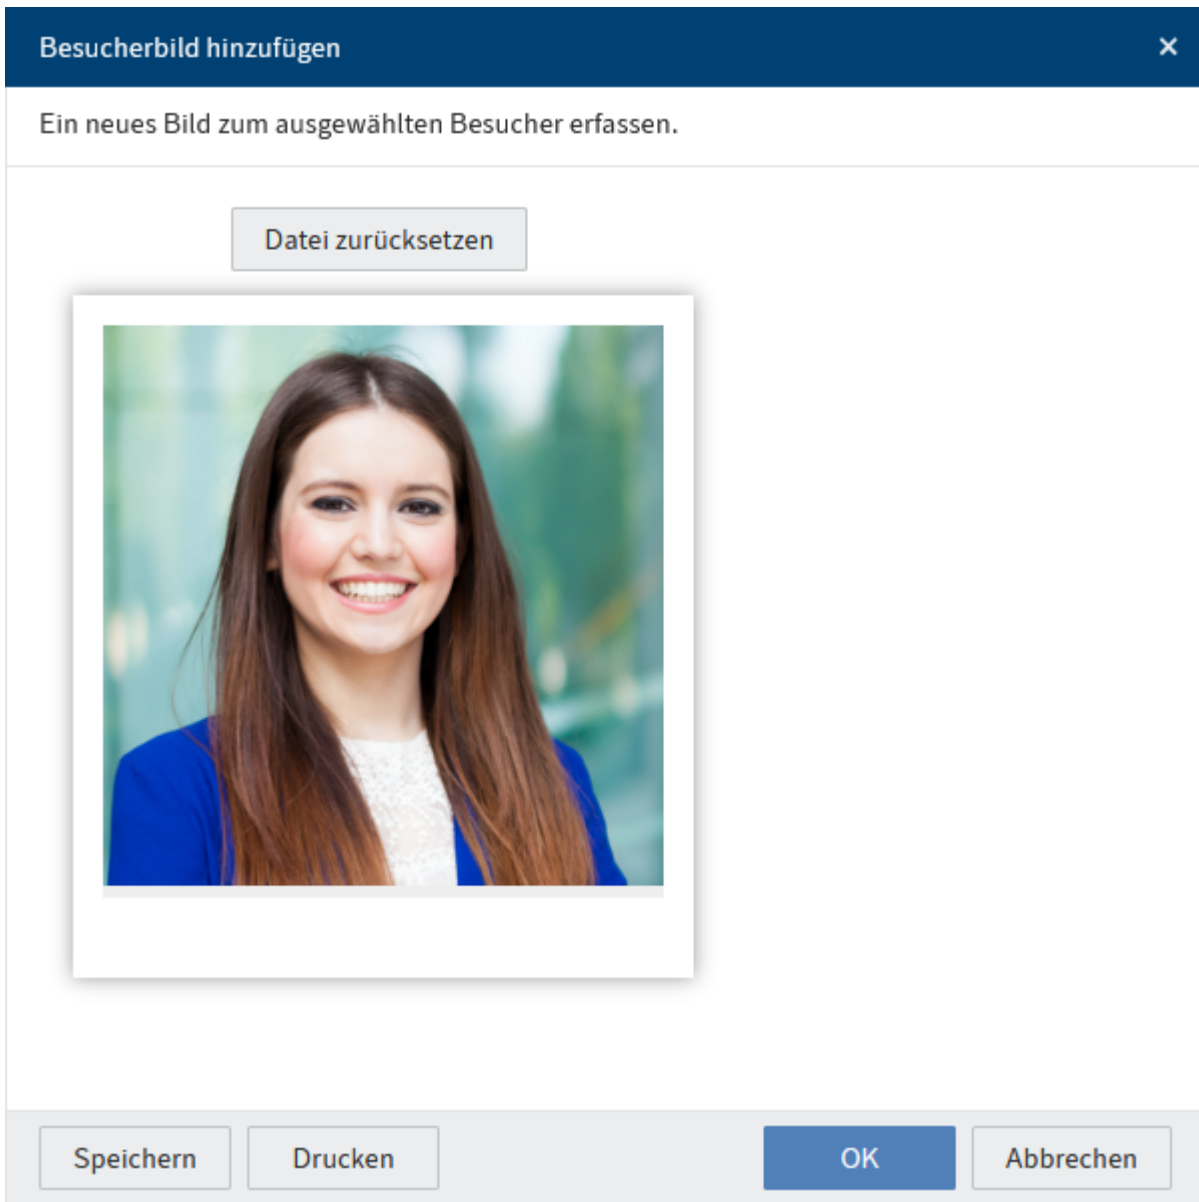 Besucherbild hinzufügen ×
Ein neues Bild zum ausgewählten Besucher erfassen.
Datei zurücksetzen
Speichern Drucken OK Abbrechen